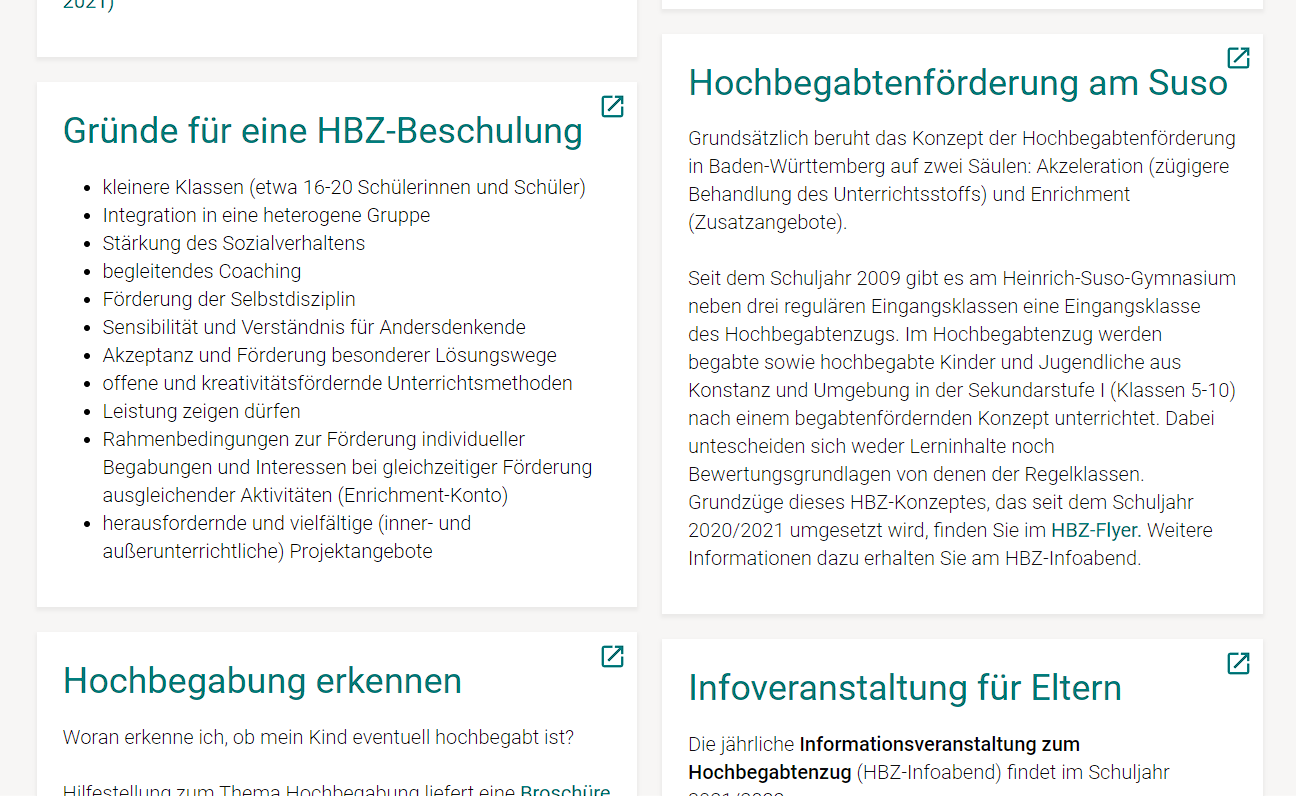 2021)
Gründe für eine HBZ-Beschulung
kleinere Klassen (etwa 16-20 Schülerinnen und Schüler)
Integration in eine heterogene Gruppe
Stärkung des Sozialverhaltens
begleitendes Coaching
Förderung der Selbstdisziplin
Sensibilität und Verständnis für Andersdenkende
Akzeptanz und Förderung besonderer Lösungswege
offene und kreativitätsfördernde Unterrichtsmethoden
Leistung zeigen dürfen
Rahmenbedingungen zur Förderung individueller
Begabungen und Interessen bei gleichzeitiger Förderung
ausgleichender Aktivitäten (Enrichment-Konto)
herausfordernde und vielfältige (inner- und
außerunterrichtliche) Projektangebote
Hochbegabung erkennen
Woran erkenne ich, ob mein Kind eventuell hochbegabt ist?
Hilfestellung zum Thema Hochbegabung liefert eine Broschüre
Hochbegabtenförderung am Suso
Grundsätzlich beruht das Konzept der Hochbegabtenförderung
in Baden-Württemberg auf zwei Säulen: Akzeleration (zügigere
Behandlung des Unterrichtsstoffs) und Enrichment
(Zusatzangebote).
Seit dem Schuljahr 2009 gibt es am Heinrich-Suso-Gymnasium
neben drei regulären Eingangsklassen eine Eingangsklasse
des Hochbegabtenzugs. Im Hochbegabtenzug werden
begabte sowie hochbegabte Kinder und Jugendliche aus
Konstanz und Umgebung in der Sekundarstufe I (Klassen 5-10)
nach einem begabtenfördernden Konzept unterrichtet. Dabei
untescheiden sich weder Lerninhalte noch
Bewertungsgrundlagen von denen der Regelklassen.
Grundzüge dieses HBZ-Konzeptes, das seit dem Schuljahr
2020/2021 umgesetzt wird, finden Sie im HBZ-Flyer. Weitere
Informationen dazu erhalten Sie am HBZ-Infoabend.
Infoveranstaltung für Eltern
Die jährliche Informationsveranstaltung zum
Hochbegabtenzug (HBZ-Infoabend) findet im Schuljahr